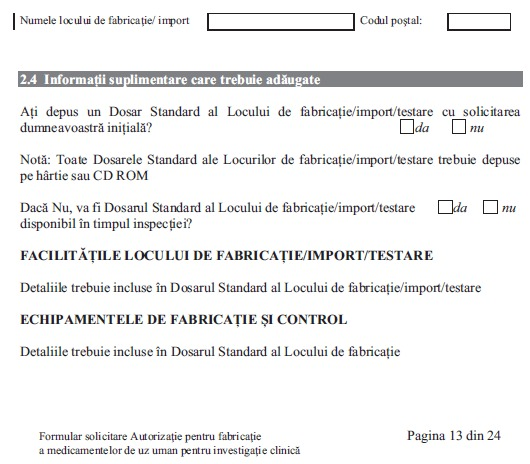 Numele locului de fabricație/ import Codul poștal:
2.4 Informații suplimentare care trebuie adăugate
Ați depus un Dosar Standard al Locului de fabricație/import/testare cu solicitarea
dumneavoastră inițială? da nu
Notă: Toate Dosarele Standard ale Locurilor de fabricație/import/testare trebuie depuse
pe hârtie sau CD ROM
Dacă Nu, va fi Dosarul Standard al Locului de fabricație/import/testare da nu
disponibil în timpul inspecției?
FACILITĂȚILE LOCULUI DE FABRICAȚIE/IMPORT/TESTARE
Detaliile trebuie incluse în Dosarul Standard al Locului de fabricație/import/testare
ECHIPAMENTELE DE FABRICAȚIE ȘI CONTROL
Detaliile trebuie incluse în Dosarul Standard al Locului de fabricație
Formular solicitare Autorizație pentru fabricație Pagina 13 din 24
a medicamentelor de uz uman pentru investigație clinică